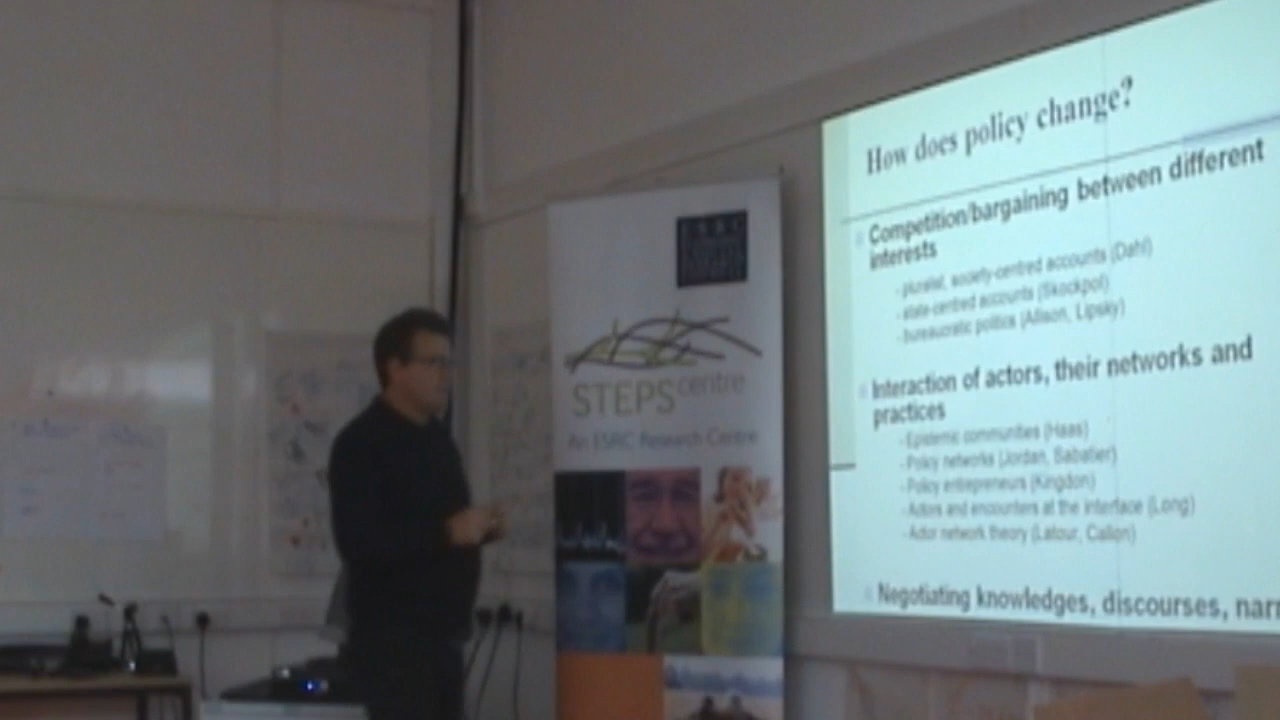 How does policy change?
Competition/bargaining between different
interests
- pluralist, society-centred accounts (Dahl)
- state-centred accounts (Skockpol)
- bureaucratic politics (Allison, Lipsky)
Interaction of actors, their networks and
practices
- Epistemic communities (Haas)
- Policy networks (Jordan, Sabatier)
- Policy entrepreneurs (Kingdon)
- Actors and encounters at the interface (Long)
- Actor network theory (Latour, Callon)
Negotiating knowledges, discourses, narr
E S R C
STEPS centre
An ESRC Research Centre